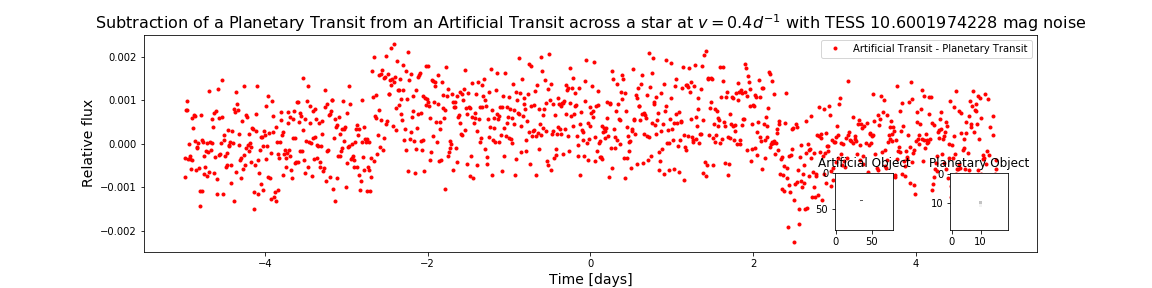 Subtraction of a Planetary Transit from an Artificial Transit across a star at v = 0.4d⁻¹ with TESS 10.6001974228 mag noise
Artificial Transit - Planetary Transit
Relative flux
0.002
0.001
0.000
−0.001
−0.002
Artificial Object
0
50
0 50
Planetary Object
0
10
0 10
−4 −2 0 2 4
Time [days]